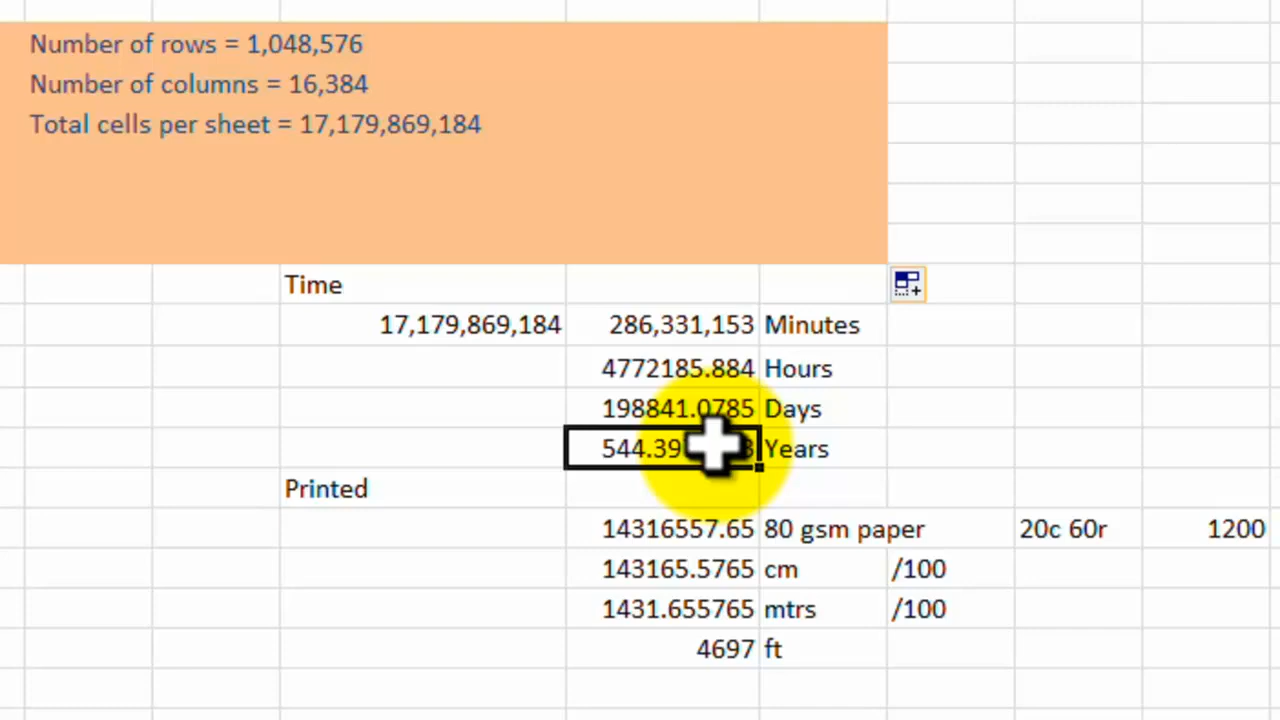 Number of rows = 1,048,576
Number of columns = 16,384
Total cells per sheet = 17,179,869,184
Time
17,179,869,184 286,331,153 Minutes
4772185.884 Hours
198841.0785 Days
Years
Printed
14316557.65 80 gsm paper 20c 60r 1200
143165.5765 cm /100
1431.655765 mtrs /100
4697 ft